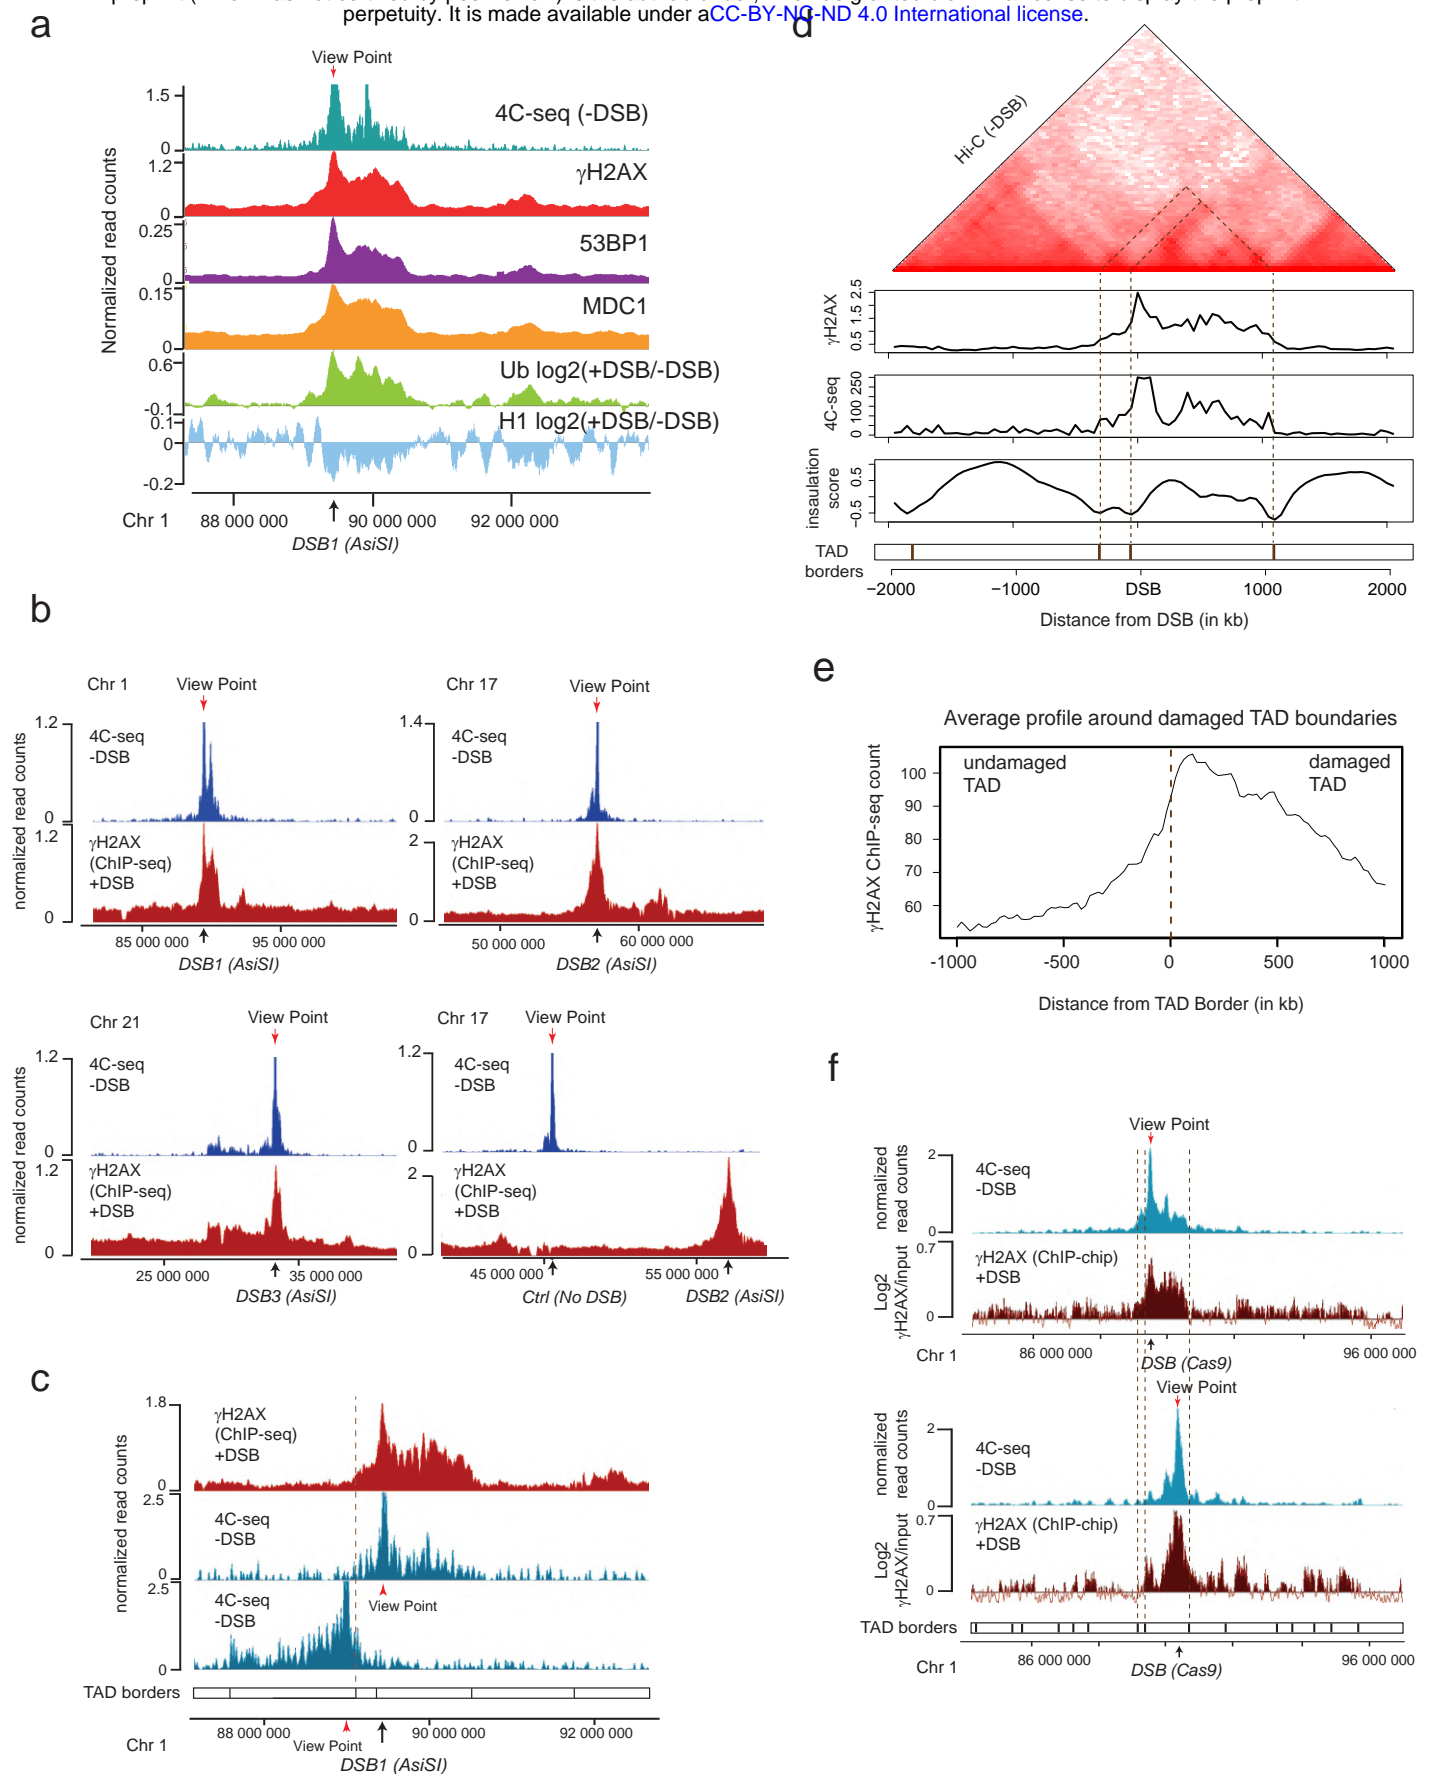 perpetuity. It is made available under aCC-BY-NC-ND 4.0 International license.
a
View Point
Normalized read counts
1.5
0
4C-seq (-DSB)
1.2
0
γH2AX
0.25
0
53BP1
0.15
0
MDC1
0.6
-0.1
Ub log2(+DSB/-DSB)
0.1
0
-0.2
H1 log2(+DSB/-DSB)
Chr 1
88 000 000
90 000 000
92 000 000
DSB1 (AsiSI)
b
Chr 1
View Point
normalized read counts
1.2
0
4C-seq
-DSB
1.2
0
γH2AX
(ChIP-seq)
+DSB
85 000 000
95 000 000
DSB1 (AsiSI)
Chr 17
View Point
1.4
0
4C-seq
-DSB
2
0
γH2AX
(ChIP-seq)
+DSB
50 000 000
60 000 000
DSB2 (AsiSI)
Chr 21
View Point
normalized read counts
1.2
0
4C-seq
-DSB
1.2
0
γH2AX
(ChIP-seq)
+DSB
25 000 000
35 000 000
DSB3 (AsiSI)
Chr 17
View Point
1.2
0
4C-seq
-DSB
2
0
γH2AX
(ChIP-seq)
+DSB
45 000 000
55 000 000
Ctrl (No DSB)
DSB2 (AsiSI)
c
normalized read counts
1.8
0
γH2AX
(ChIP-seq)
+DSB
2.5
0
4C-seq
-DSB
View Point
2.5
0
4C-seq
-DSB
TAD borders
88 000 000
90 000 000
92 000 000
Chr 1
View Point
DSB1 (AsiSI)
d
Hi-C (-DSB)
γH2AX
0.5
1.5
2.5
4C-seq
0
100
250
insaulation
score
-0.5
0.5
TAD
borders
−2000
−1000
DSB
1000
2000
Distance from DSB (in kb)
e
Average profile around damaged TAD boundaries
γH2AX ChIP-seq count
undamaged
TAD
damaged
TAD
100
90
80
70
60
-1000
-500
0
500
1000
Distance from TAD Border (in kb)
f
View Point
normalized
read counts
2
0
4C-seq
-DSB
Log2
γH2AX/input
0.7
0
γH2AX (ChIP-chip)
+DSB
Chr 1
86 000 000
96 000 000
DSB (Cas9)
View Point
normalized
read counts
2
0
4C-seq
-DSB
Log2
γH2AX/input
0.7
0
γH2AX (ChIP-chip)
+DSB
TAD borders
Chr 1
86 000 000
96 000 000
DSB (Cas9)